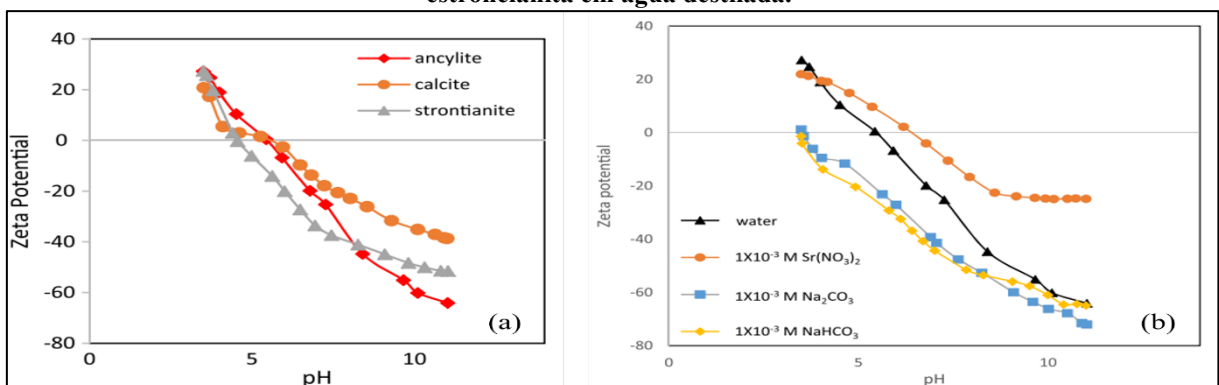 estroncianita em água destilada.
40
20
0
-20
-40
-60
-80
0
5
10
pH
Zeta Potential
ancylite
calcite
strontianite
(a)
40
20
0
-20
-40
-60
-80
0
5
10
pH
Zeta potential
water
1X10⁻³ M Sr(NO₃)₂
1X10⁻³ M Na₂CO₃
1X10⁻³ M NaHCO₃
(b)